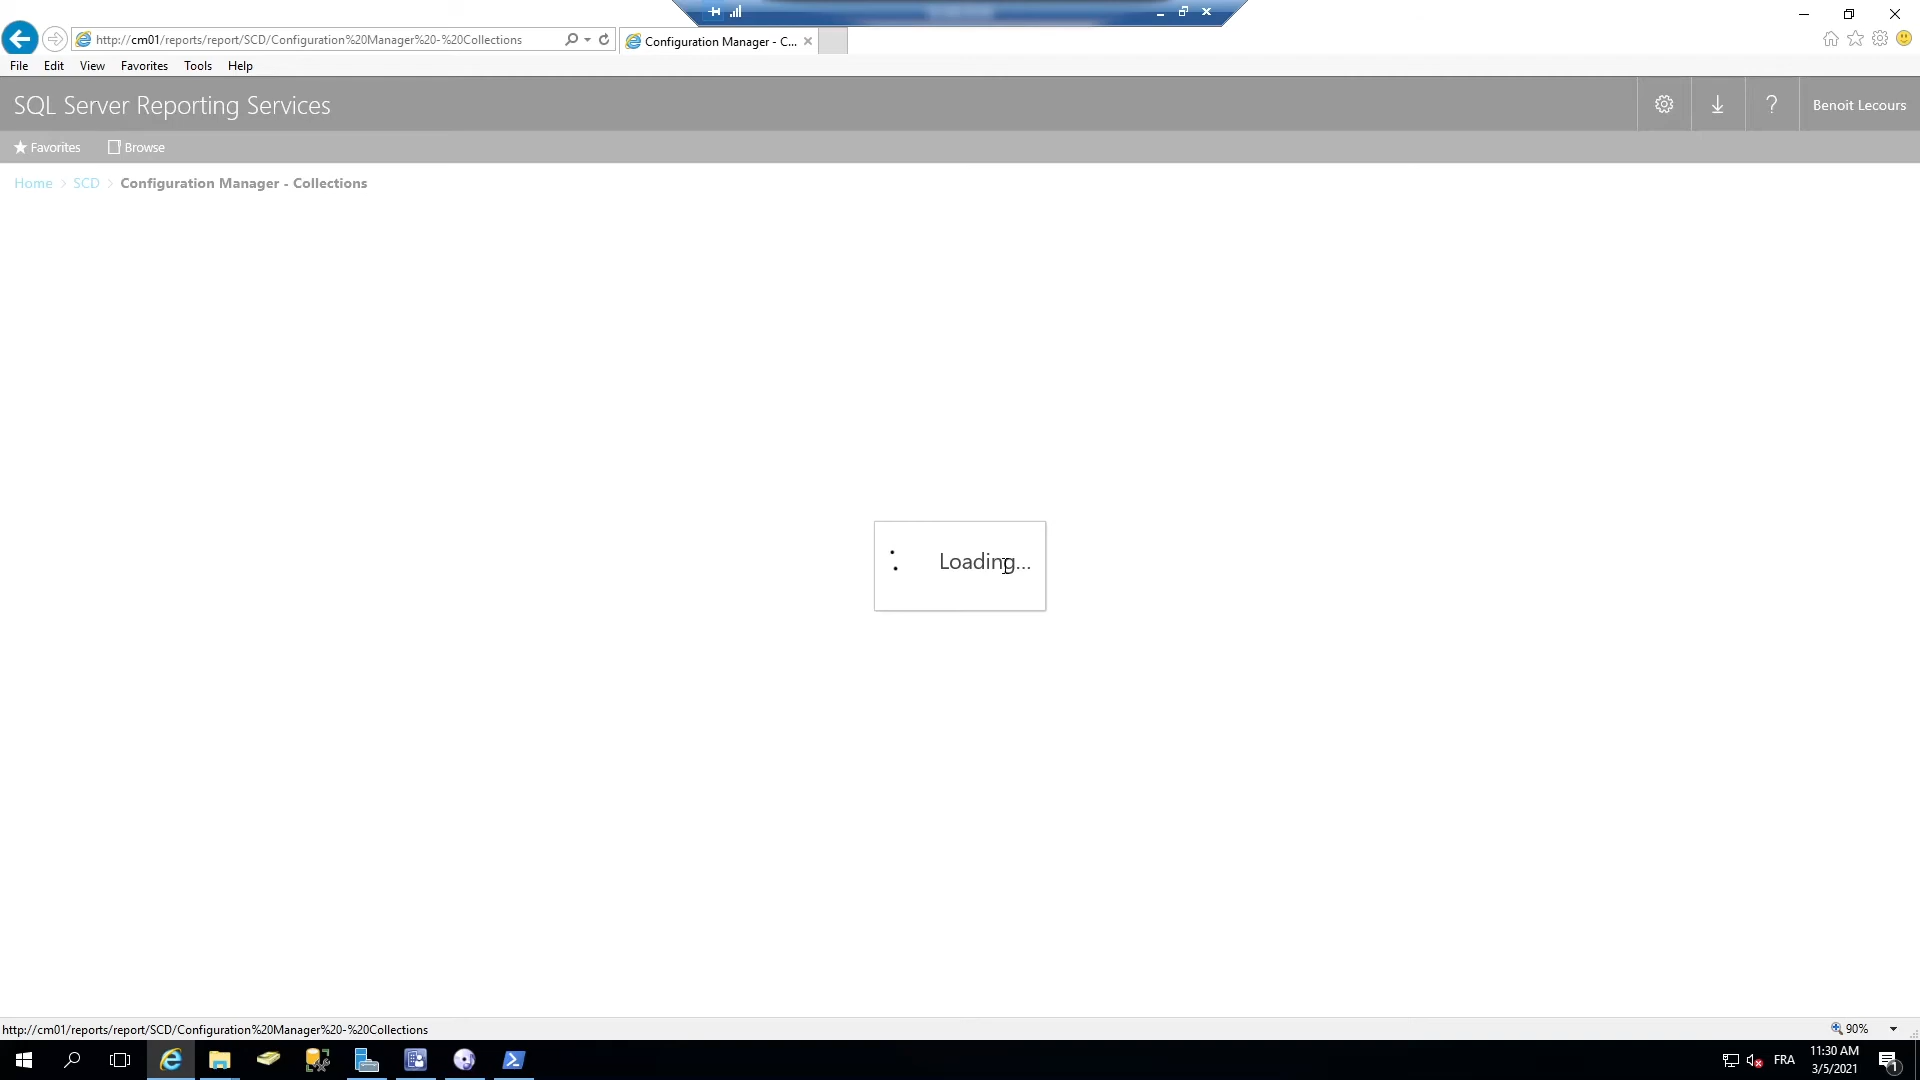 http://cm01/reports/report/SCD/Configuration%20Manager%20-%20Collections
Configuration Manager - C...
File Edit View Favorites Tools Help
SQL Server Reporting Services
?
Benoit Lecours
Favorites Browse
Home > SCD > Configuration Manager - Collections
Loading...
http://cm01/reports/report/SCD/Configuration%20Manager%20-%20Collections
90%
FRA
11:30 AM
3/5/2021
1